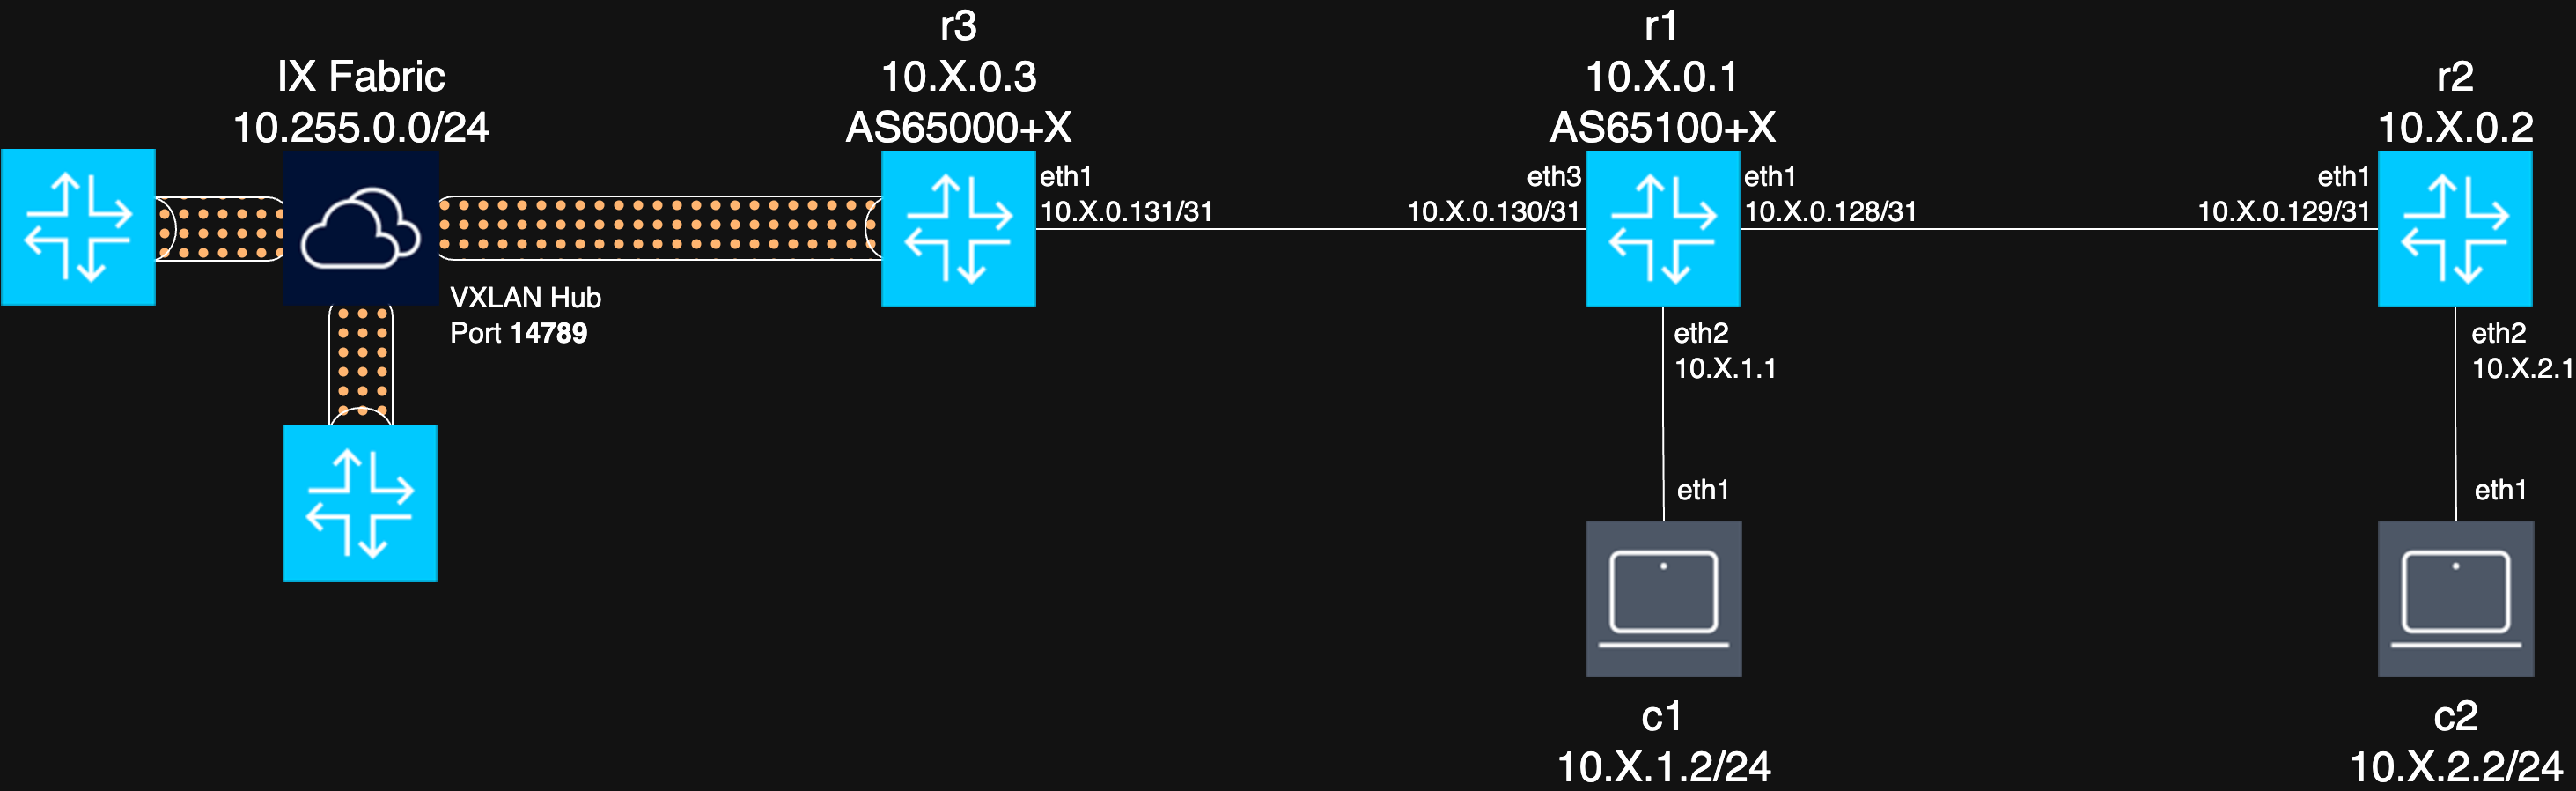 IX Fabric
10.255.0.0/24
VXLAN Hub
Port 14789
r3
10.X.0.3
AS65000+X
eth1
10.X.0.131/31
r1
10.X.0.1
AS65100+X
eth3
10.X.0.130/31
eth1
10.X.0.128/31
eth2
10.X.1.1
eth1
c1
10.X.1.2/24
r2
10.X.0.2
eth1
10.X.0.129/31
eth2
10.X.2.1
eth1
c2
10.X.2.2/24